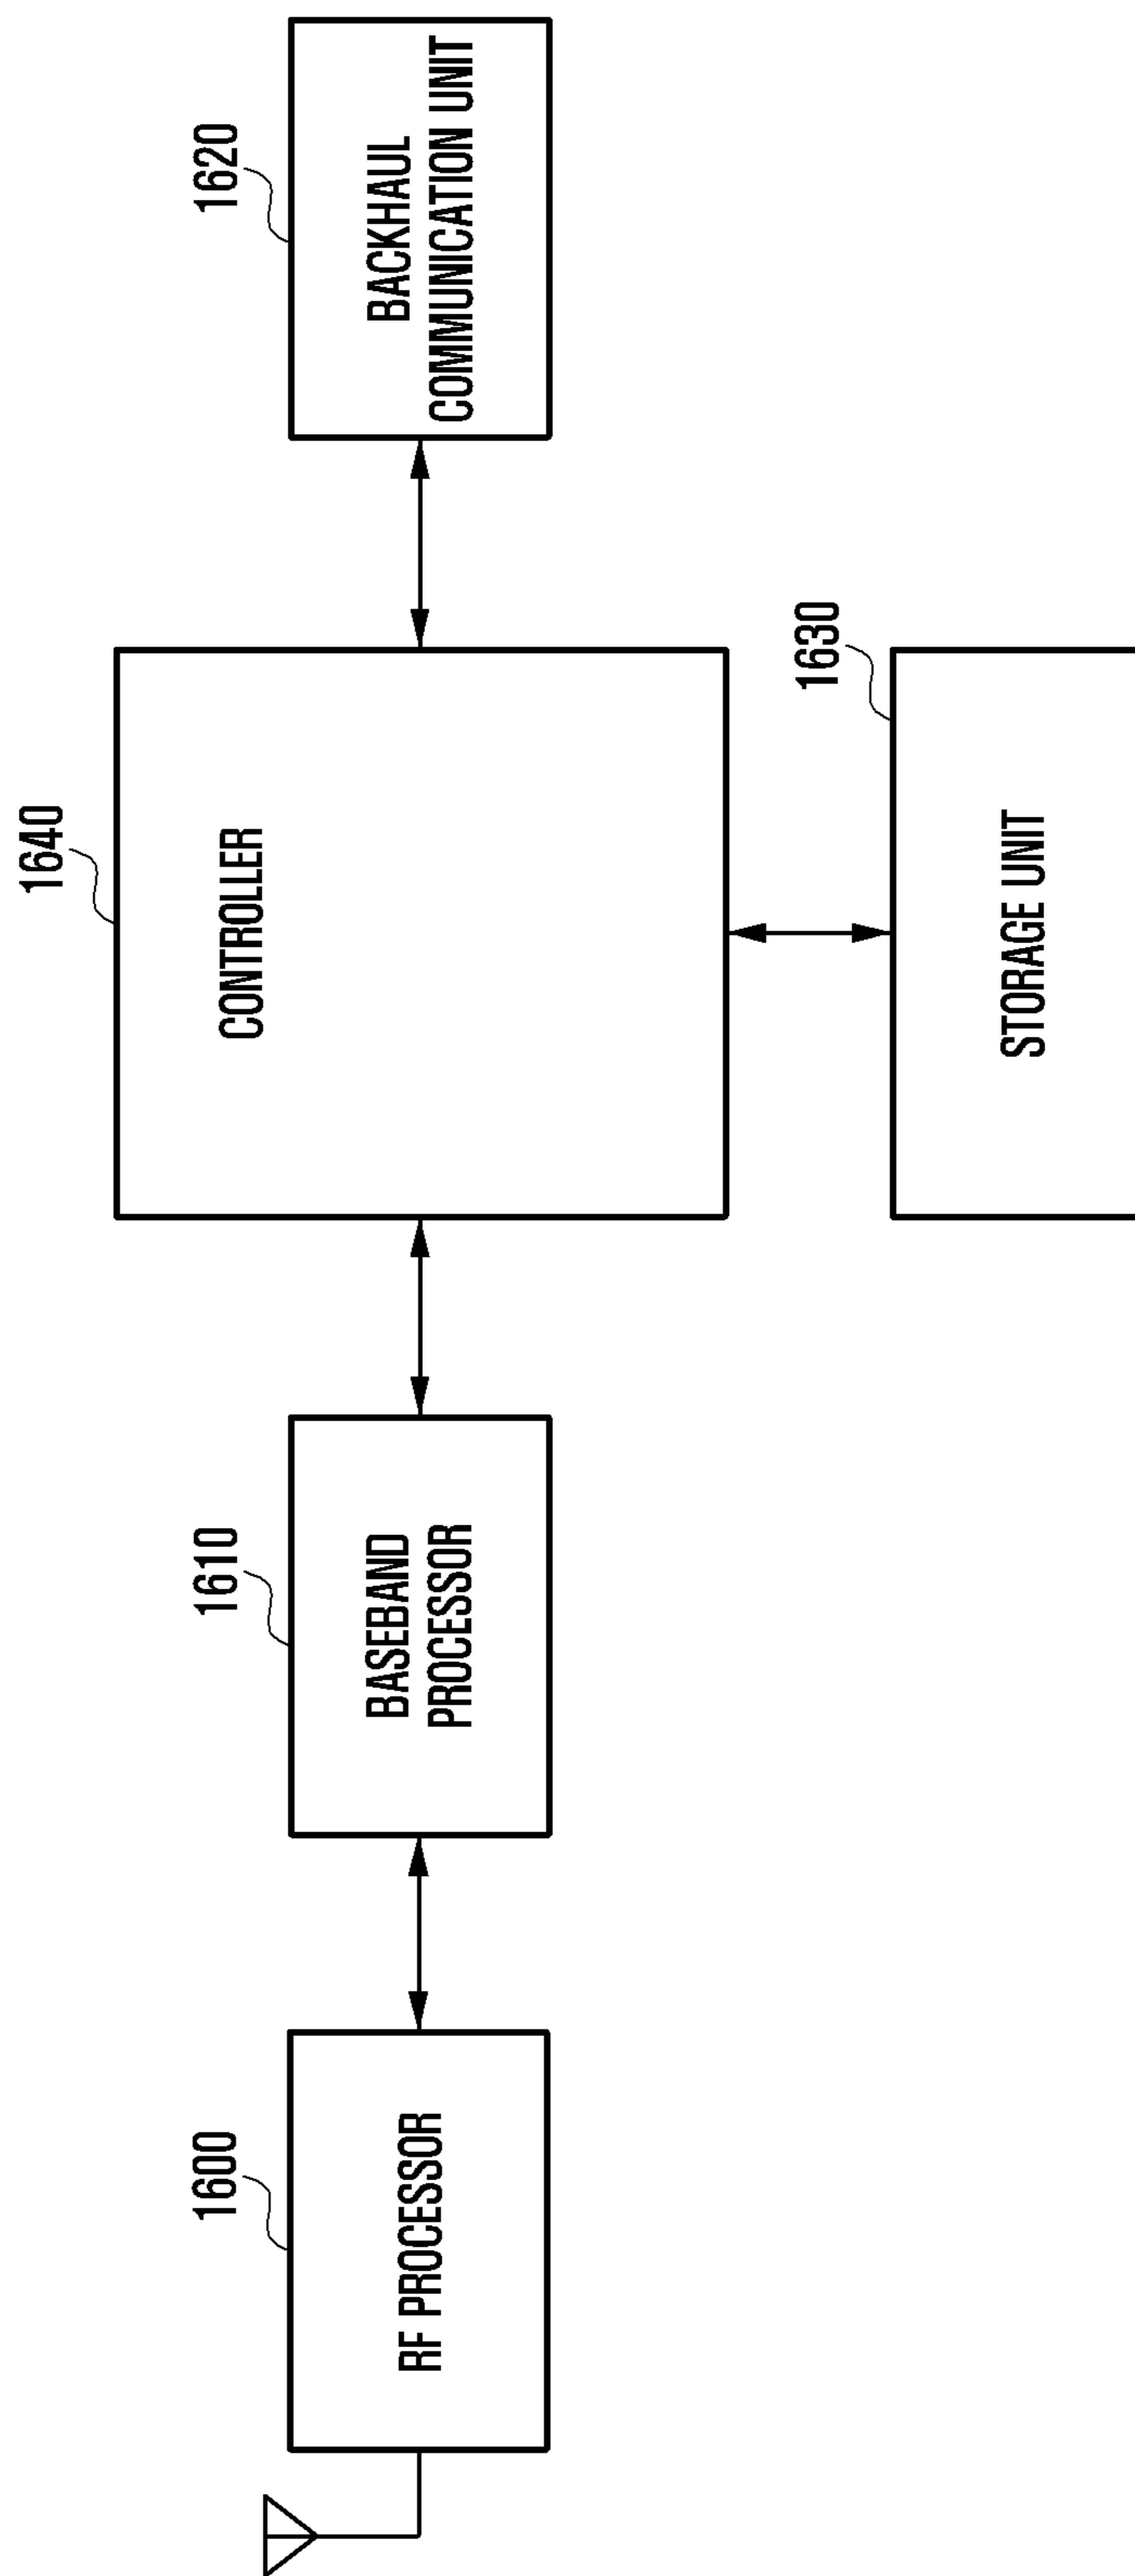 1640
1600
1610
1620
RF PROCESSOR
BASEBAND
PROCESSOR
CONTROLLER
BACKHAUL
COMMUNICATION UNIT
1630
STORAGE UNIT